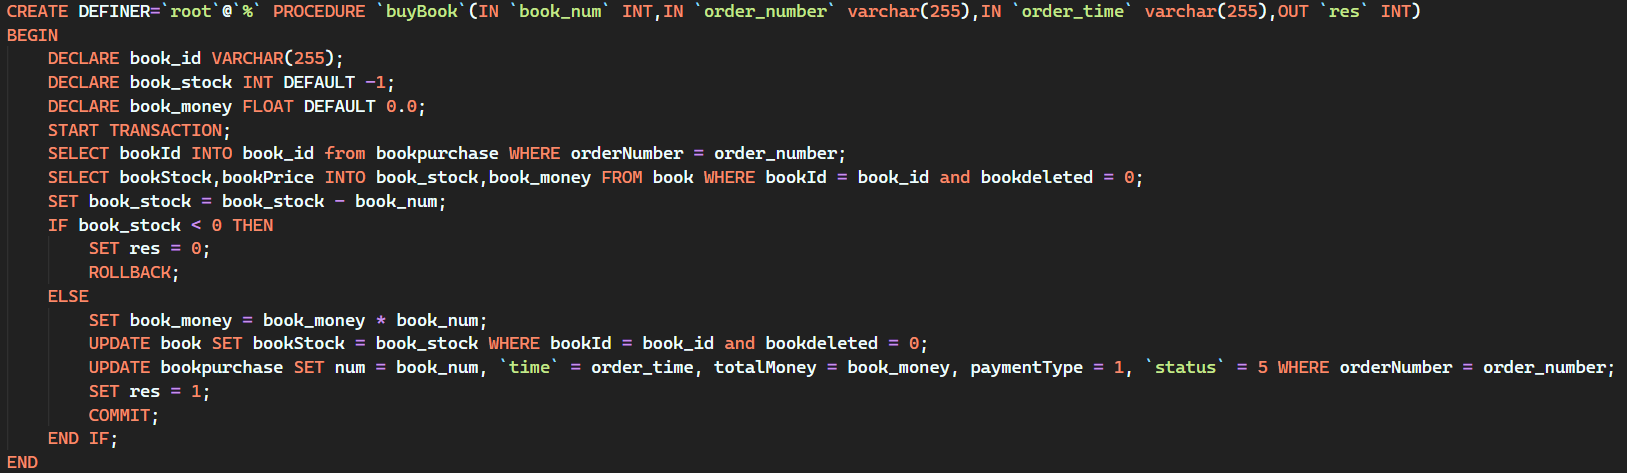 CREATE DEFINER=`root`@`%` PROCEDURE `buyBook`(IN `book_num` INT,IN `order_number` varchar(255),IN `order_time` varchar(255),OUT `res` INT)
BEGIN
    DECLARE book_id VARCHAR(255);
    DECLARE book_stock INT DEFAULT -1;
    DECLARE book_money FLOAT DEFAULT 0.0;
    START TRANSACTION;
    SELECT bookId INTO book_id from bookpurchase WHERE orderNumber = order_number;
    SELECT bookStock,bookPrice INTO book_stock,book_money FROM book WHERE bookId = book_id and bookdeleted = 0;
    SET book_stock = book_stock - book_num;
    IF book_stock < 0 THEN
        SET res = 0;
        ROLLBACK;
    ELSE
        SET book_money = book_money * book_num;
        UPDATE book SET bookStock = book_stock WHERE bookId = book_id and bookdeleted = 0;
        UPDATE bookpurchase SET num = book_num, `time` = order_time, totalMoney = book_money, paymentType = 1, `status` = 5 WHERE orderNumber = order_number;
        SET res = 1;
        COMMIT;
    END IF;
END